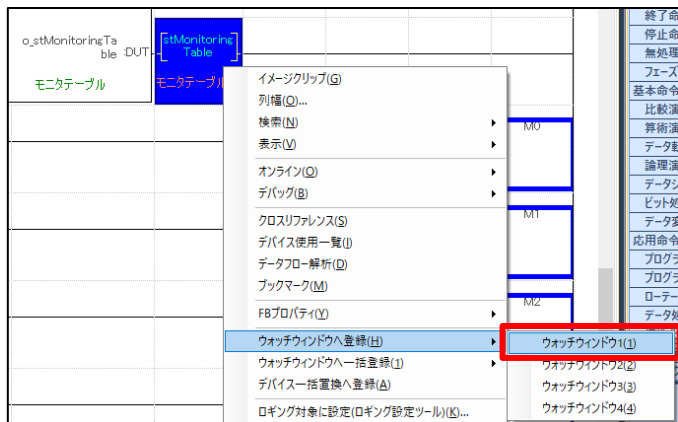 o_stMonitoringTa
ble :DUT
モニタテーブル
stMonitoring
Table
モニタテーブル
イメージクリップ(G)
列幅(O)...
検索(N)
表示(V)
オンライン(O)
デバッグ(B)
クロスリファレンス(S)
デバイス使用一覧(I)
データフロー解析(D)
ブックマーク(M)
FBプロパティ(Y)
ウォッチウィンドウへ登録(H)
ウォッチウィンドウへ一括登録(1)
デバイス一括置換へ登録(A)
ロギング対象に設定(ロギング設定ツール)(K)...
ウォッチウィンドウ1(1)
ウォッチウィンドウ2(2)
ウォッチウィンドウ3(3)
ウォッチウィンドウ4(4)
M0
M1
M2
終了命
停止命
無処理
フェーズ
基本命令
比較演
算術演
データ転
論理演
データシ
ビット処
データ変
応用命令
プログラ
プログラ
ローテー
データ処